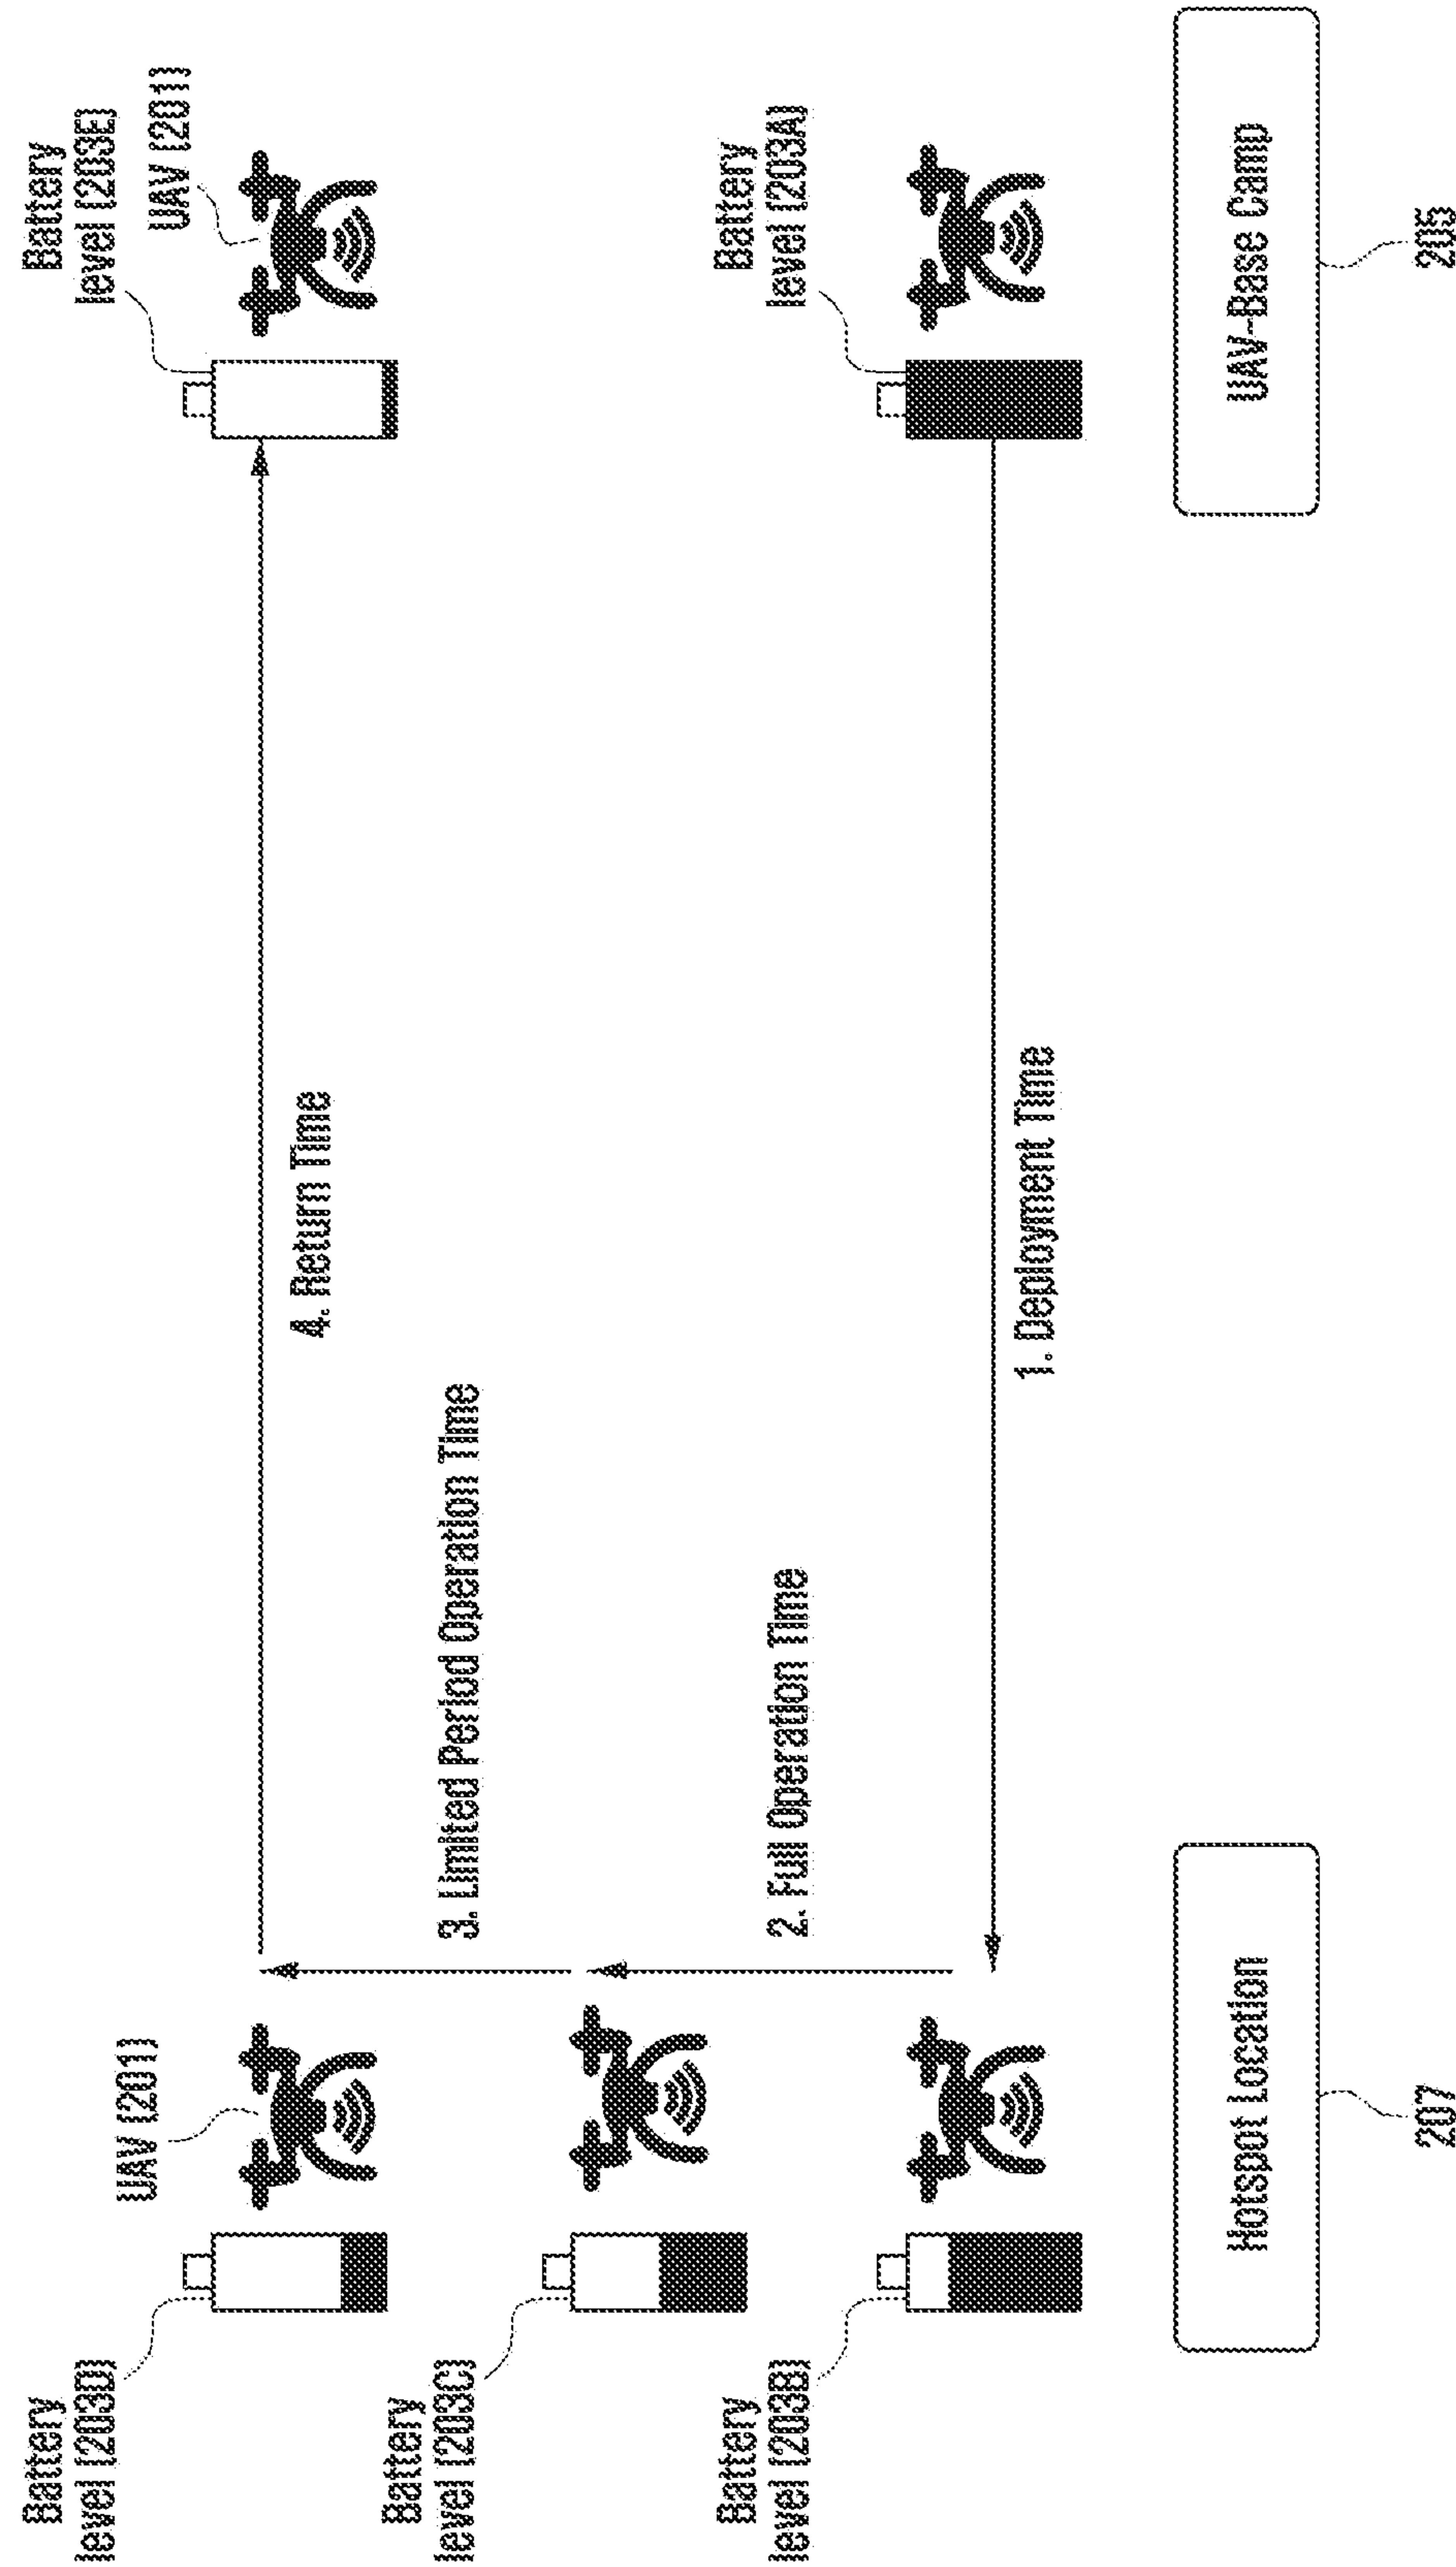 Battery
level (203D)
UAV (201)
Battery
level (203E)
UAV (201)
4. Return Time
Battery
level (203C)
3. Limited Period Operation Time
Battery
level (203B)
2. Full Operation Time
Battery
level (203A)
1. Deployment Time
Hotspot Location
UAV-Base Camp
207
205